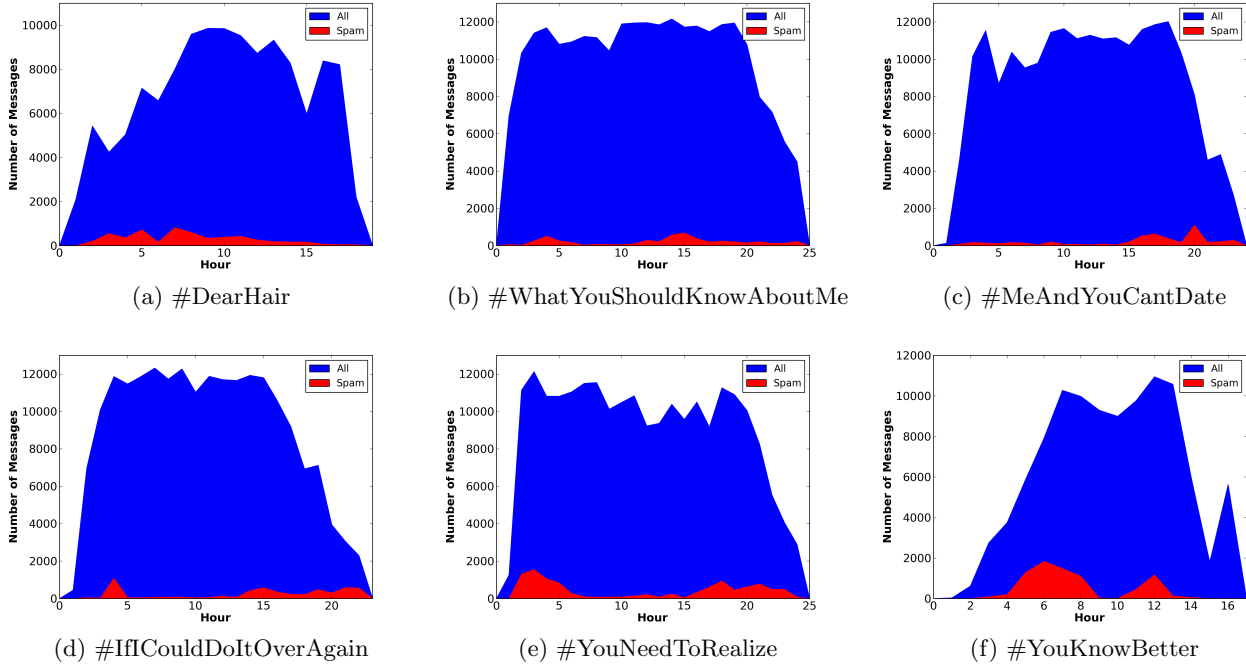 Number of Messages
10000
8000
6000
4000
2000
0
All
Spam
0 5 10 15
Hour
(a) #DearHair
Number of Messages
12000
10000
8000
6000
4000
2000
0
All
Spam
0 5 10 15 20 25
Hour
(b) #WhatYouShouldKnowAboutMe
Number of Messages
12000
10000
8000
6000
4000
2000
0
All
Spam
0 5 10 15 20
Hour
(c) #MeAndYouCantDate
Number of Messages
12000
10000
8000
6000
4000
2000
0
All
Spam
0 5 10 15 20
Hour
(d) #IfICouldDoItOverAgain
Number of Messages
12000
10000
8000
6000
4000
2000
0
All
Spam
0 5 10 15 20 25
Hour
(e) #YouNeedToRealize
Number of Messages
12000
10000
8000
6000
4000
2000
0
All
Spam
0 2 4 6 8 10 12 14 16
Hour
(f) #YouKnowBetter